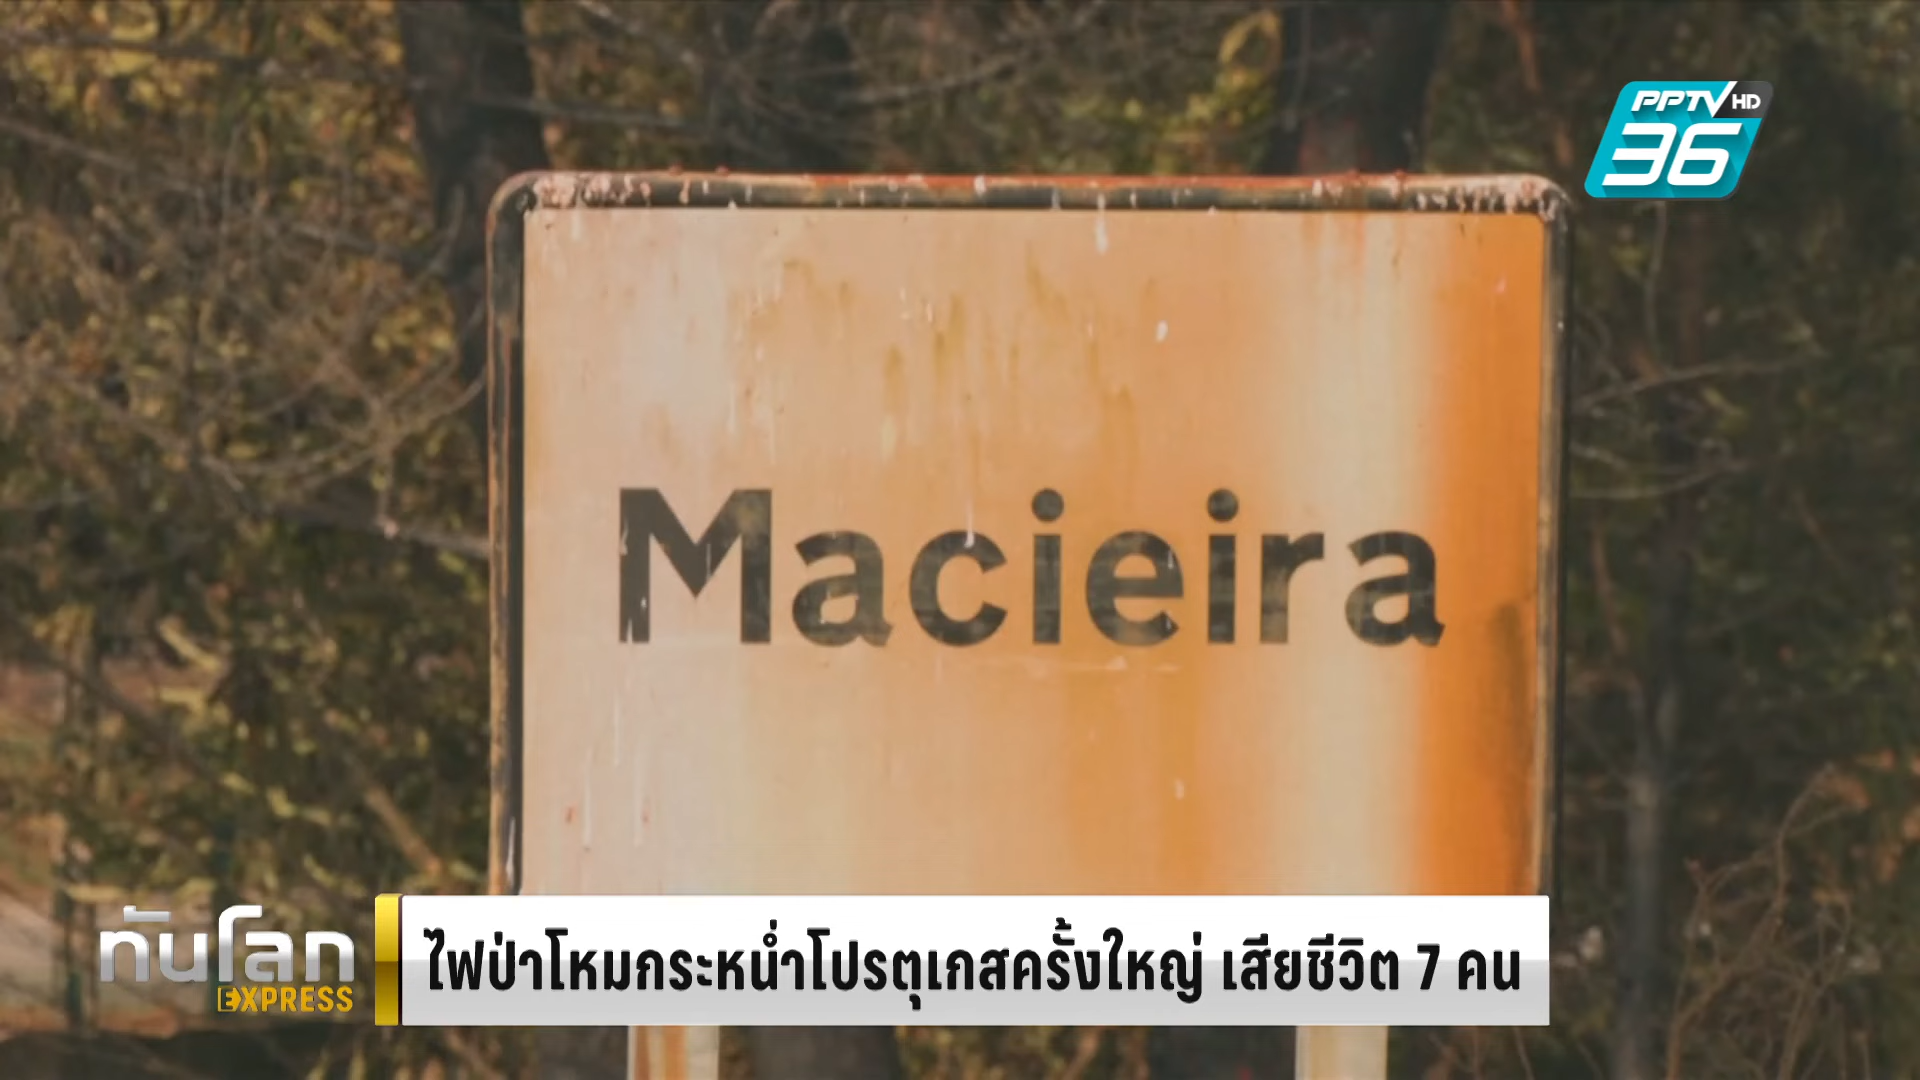 PPTV HD
36
Macieira
ทันโลก
EXPRESS
ไฟป่าโหมกระหน่ำโปรตุเกสครั้งใหญ่ เสียชีวิต 7 คน